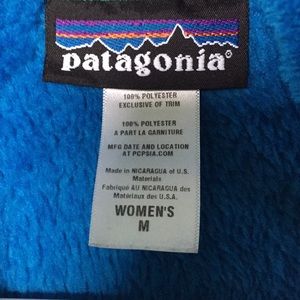 patagonia®
100% POLYESTER
EXCLUSIVE OF TRIM
100% POLYESTER
A PART LA GARNITURE
MFG DATE AND LOCATION
AT PCPSIA.COM
Made in NICARAGUA of U.S.
Materials
Fabriqué AU NICARAGUA des
Matériaux des U.S.A.
WOMEN'S
M